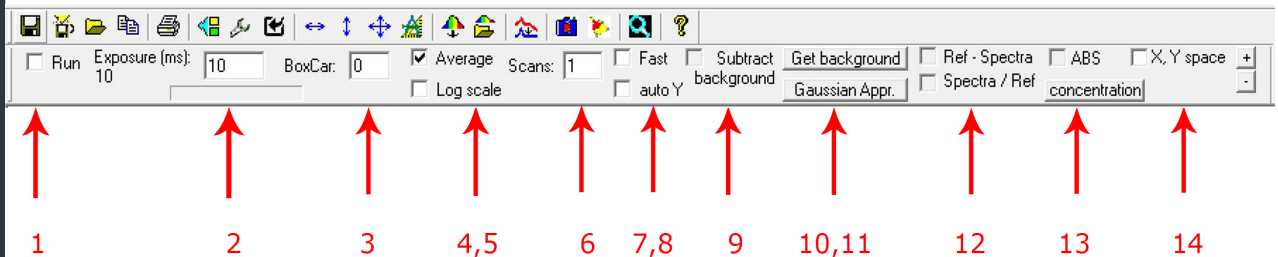 Run Exposure (ms): 10 10 BoxCar: 0 Average Scans: 1 Fast Subtract background Get background Ref - Spectra ABS X, Y space +
Log scale auto Y Gaussian Appr. Spectra / Ref concentration -
1 2 3 4,5 6 7,8 9 10,11 12 13 14